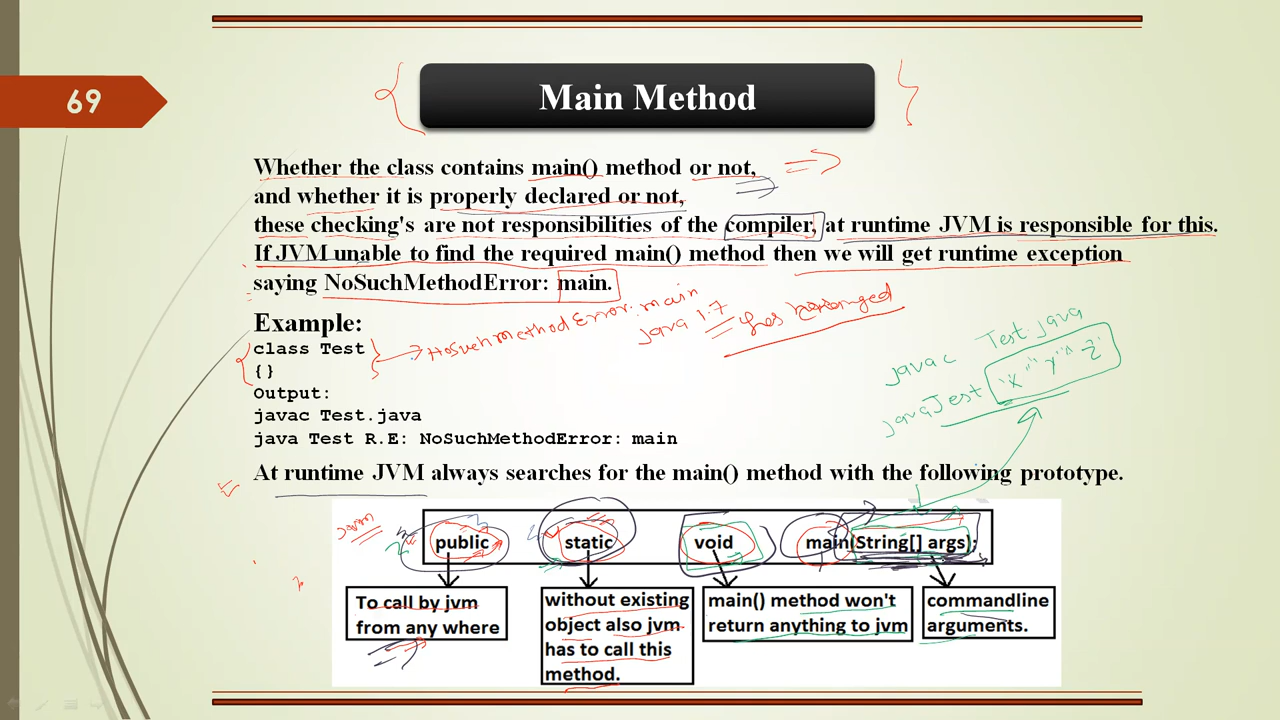 69
Main Method
Whether the class contains main() method or not,
and whether it is properly declared or not,
these checking's are not responsibilities of the compiler, at runtime JVM is responsible for this.
If JVM unable to find the required main() method then we will get runtime exception
saying NoSuchMethodError: main.
Example:
NoSuchmethodError:main
Java 1.7
class Test
{}
Output:
javac Test.java
java Test R.E: NoSuchMethodError: main
javac Test.java
java Test "X" "Y" "Z"
At runtime JVM always searches for the main() method with the following prototype.
Jvm
public static void main(String[] args);
To call by jvm
from any where
without existing
object also jvm
has to call this
method.
main() method won't
return anything to jvm
commandline
arguments.